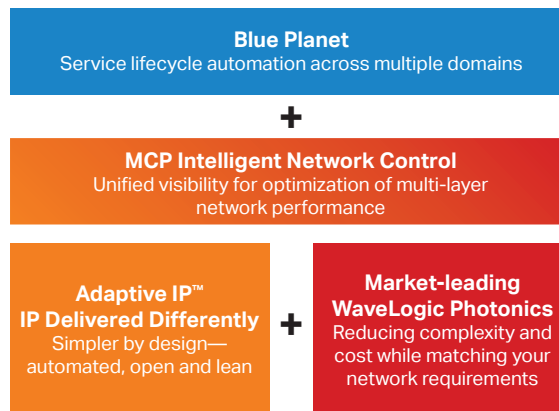 Blue Planet
Service lifecycle automation across multiple domains
+
MCP Intelligent Network Control
Unified visibility for optimization of multi-layer
network performance
Adaptive IP™
IP Delivered Differently
Simpler by design—
automated, open and lean
+
Market-leading
WaveLogic Photonics
Reducing complexity and
cost while matching your
network requirements